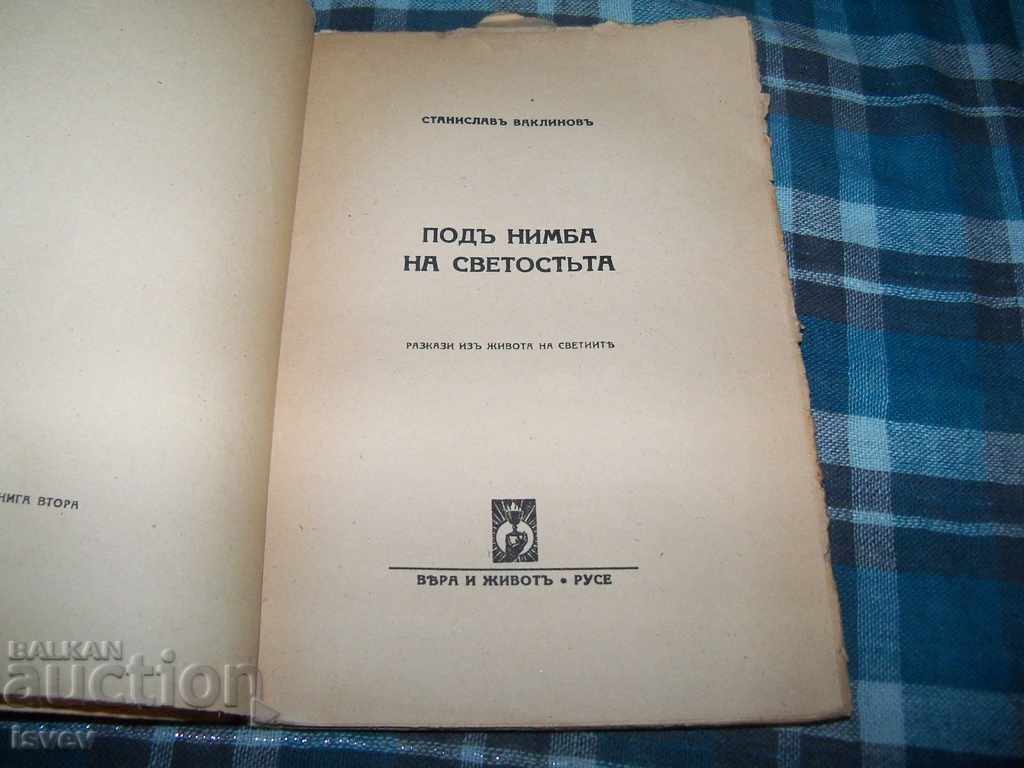 СТАНИСЛАВЪ ВАКЛИНОВЪ
ПОДЪ НИМБА
НА СВЕТОСТЬТА
РАЗКАЗИ ИЗЪ ЖИВОТА НА СВЕТИИТѢ
НИГА ВТОРА
ВѢРА И ЖИВОТЪ • РУСЕ
BALKAN
auction
isvev